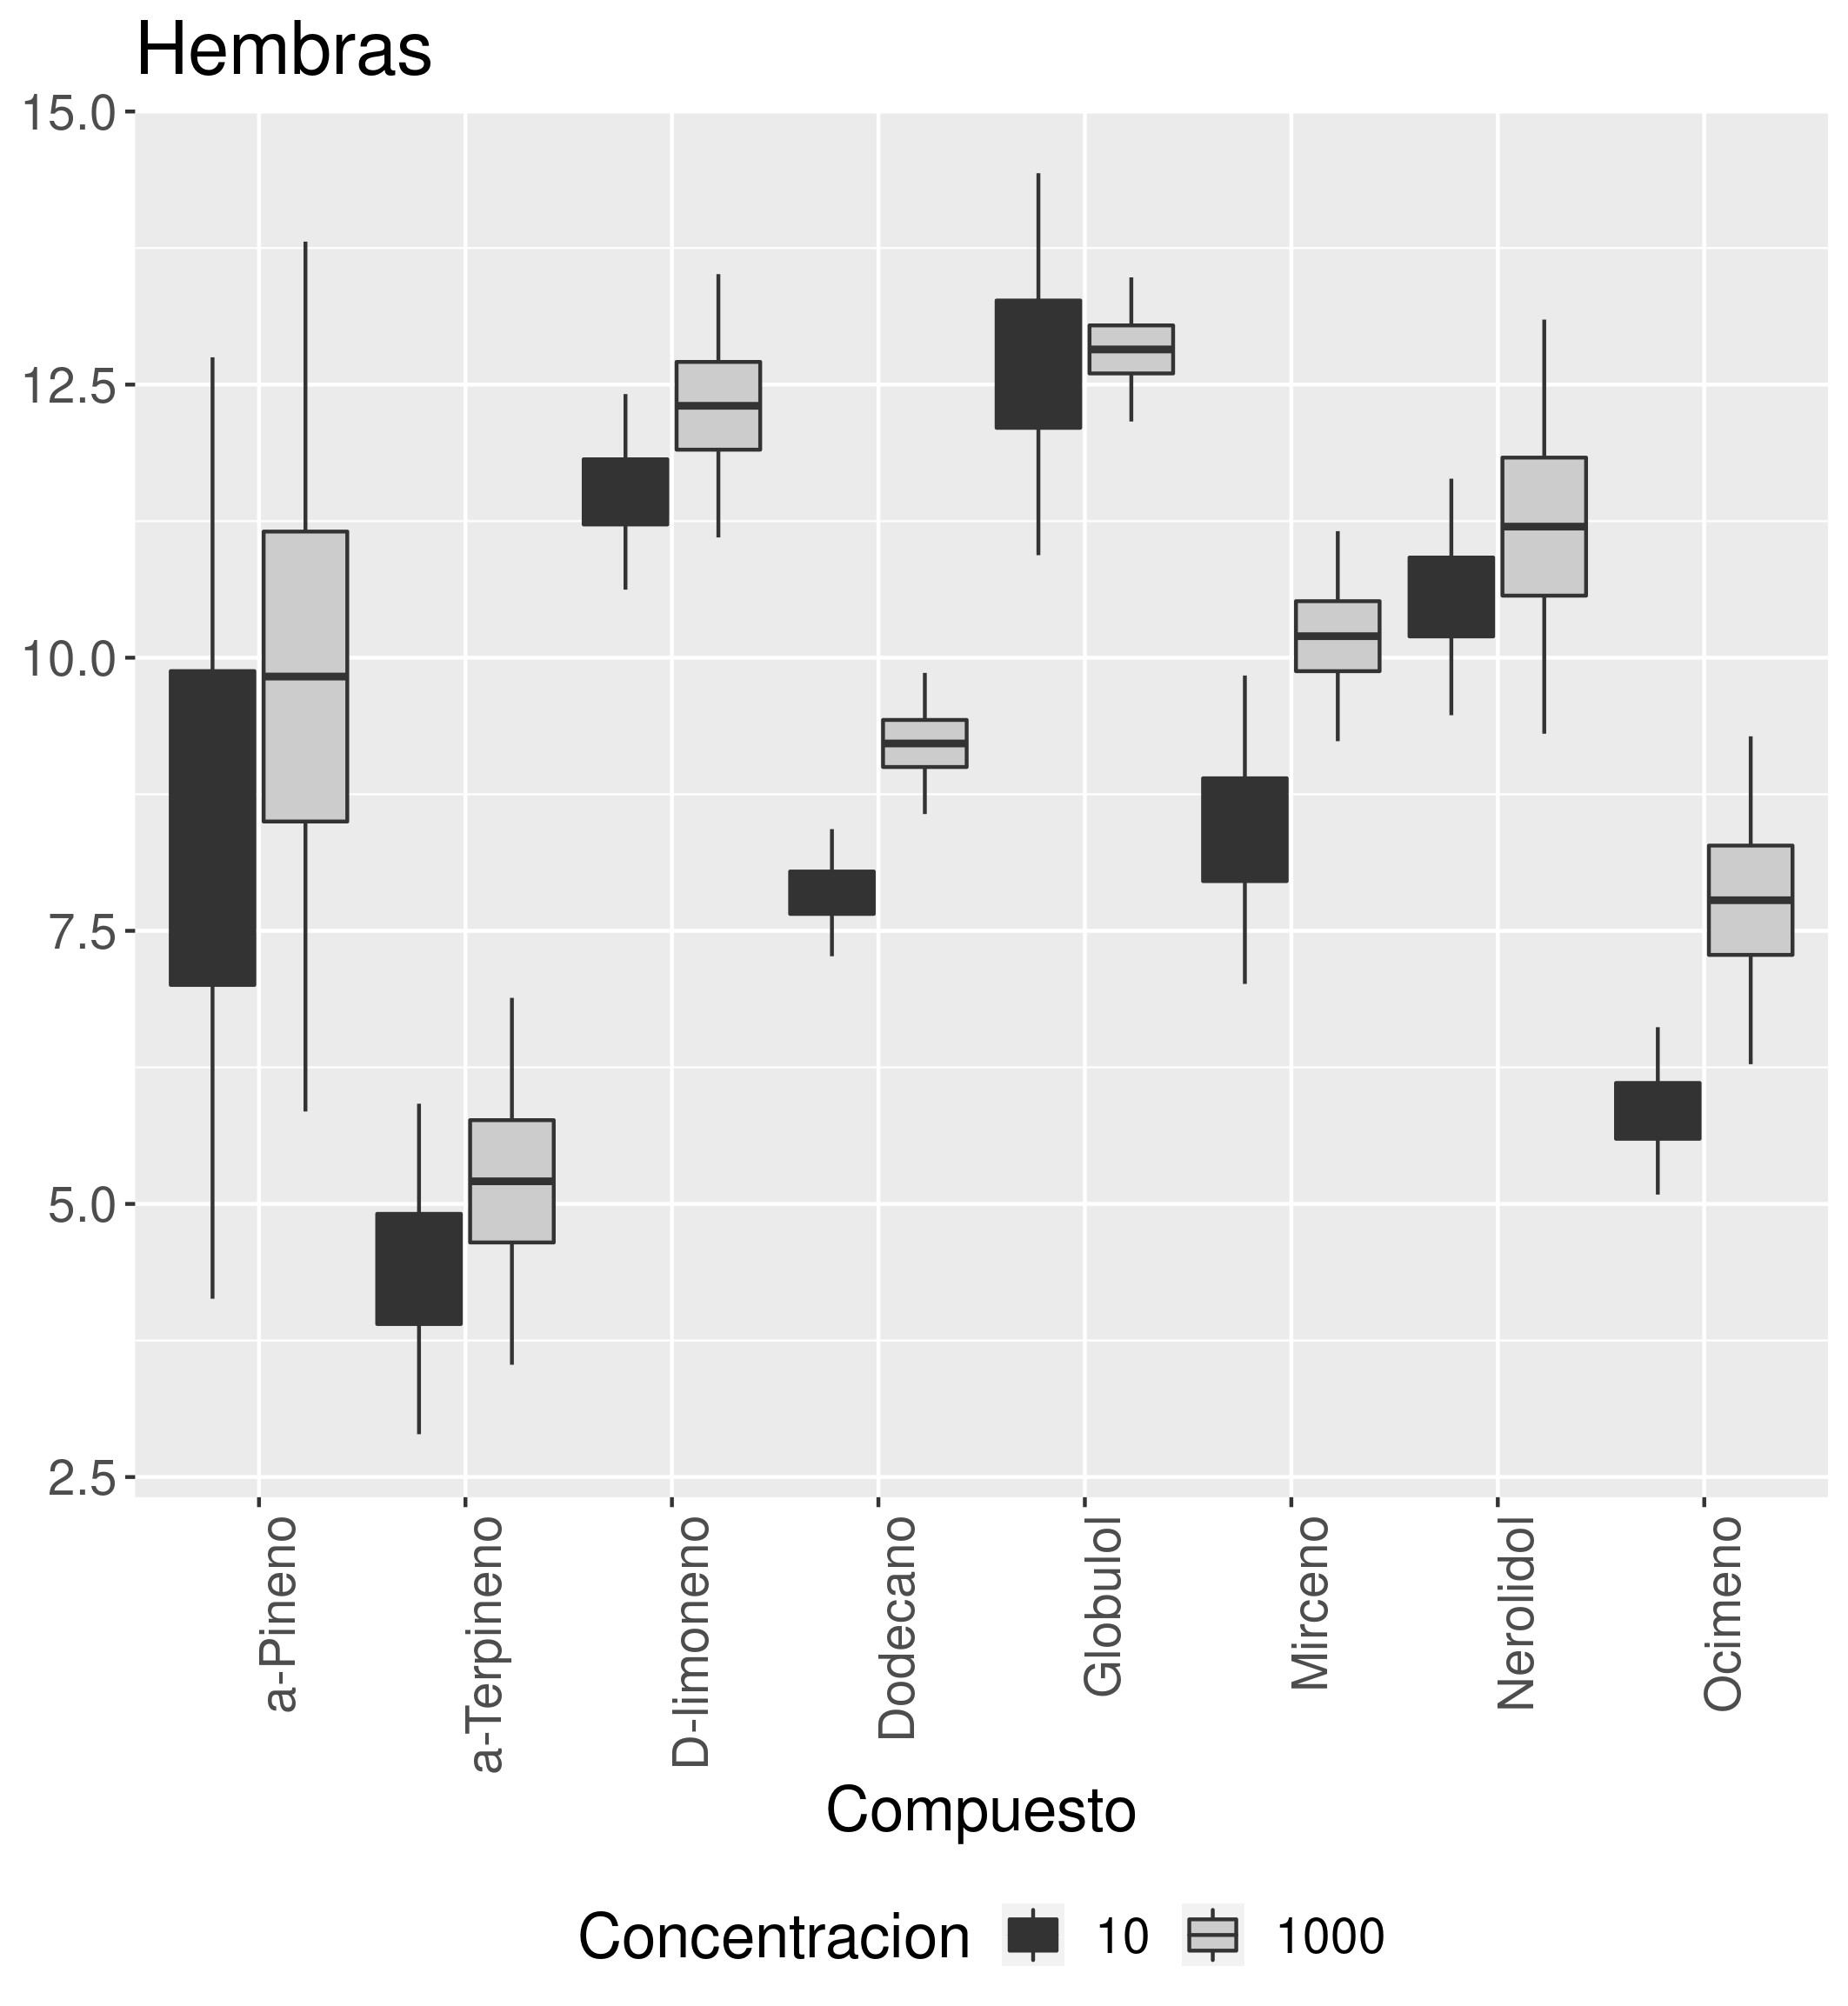 Hembras
15.0
12.5
10.0
7.5
5.0
2.5
a-Pineno
a-Terpineno
D-limoneno
Dodecano
Globulol
Mirceno
Nerolidol
Ocimeno
Compuesto
Concentracion 10 1000